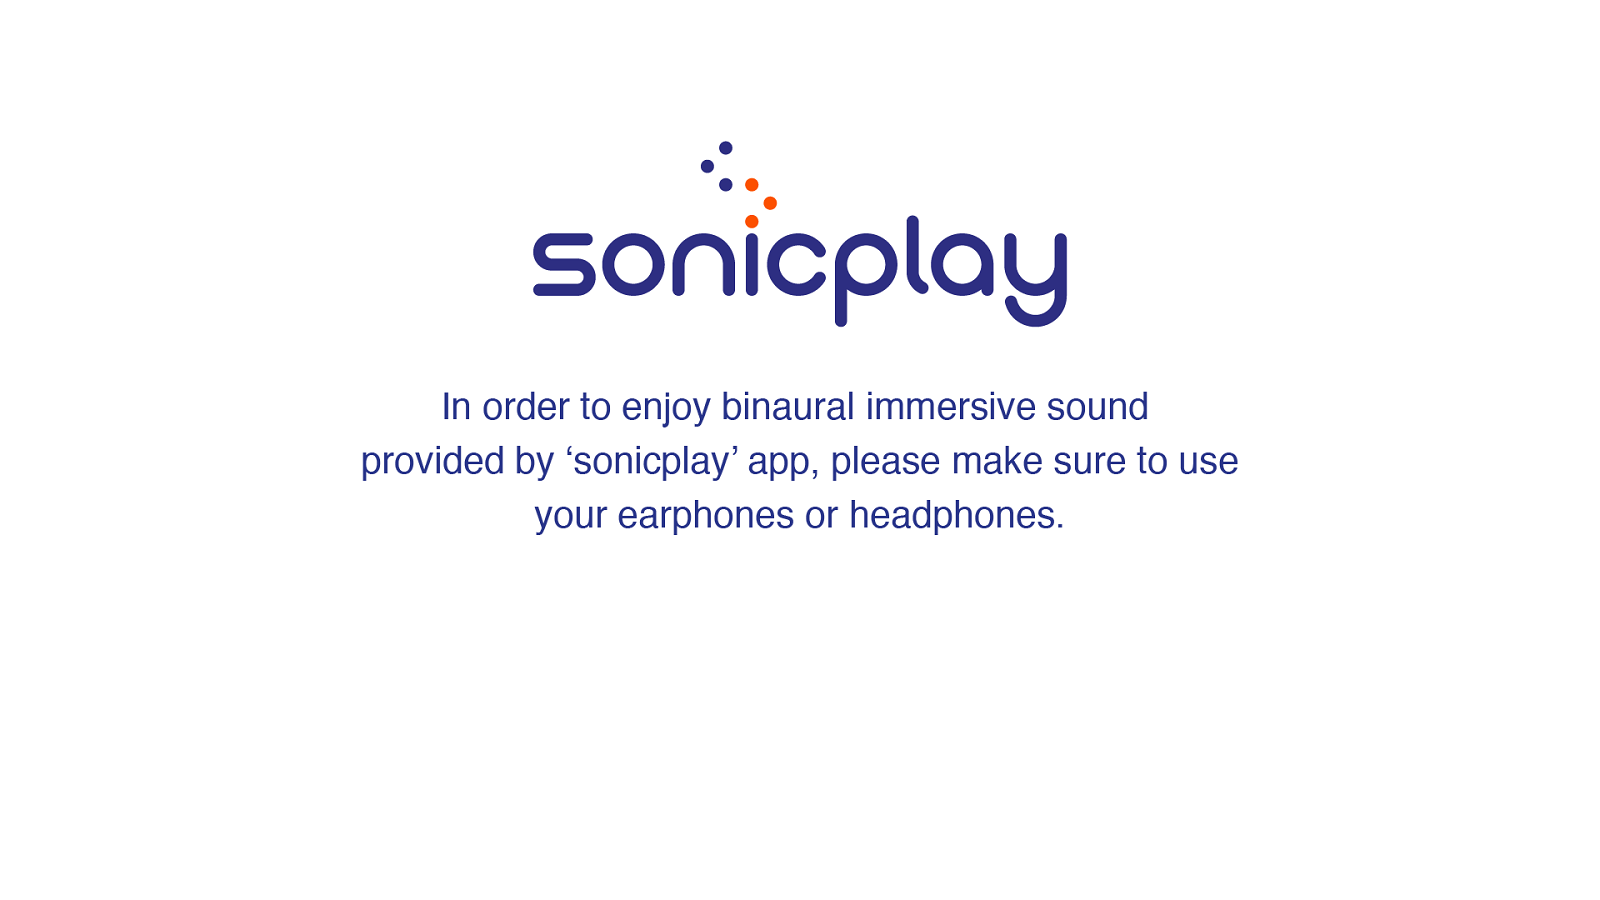 sonicplay
In order to enjoy binaural immersive sound
provided by ‘sonicplay’ app, please make sure to use
your earphones or headphones.